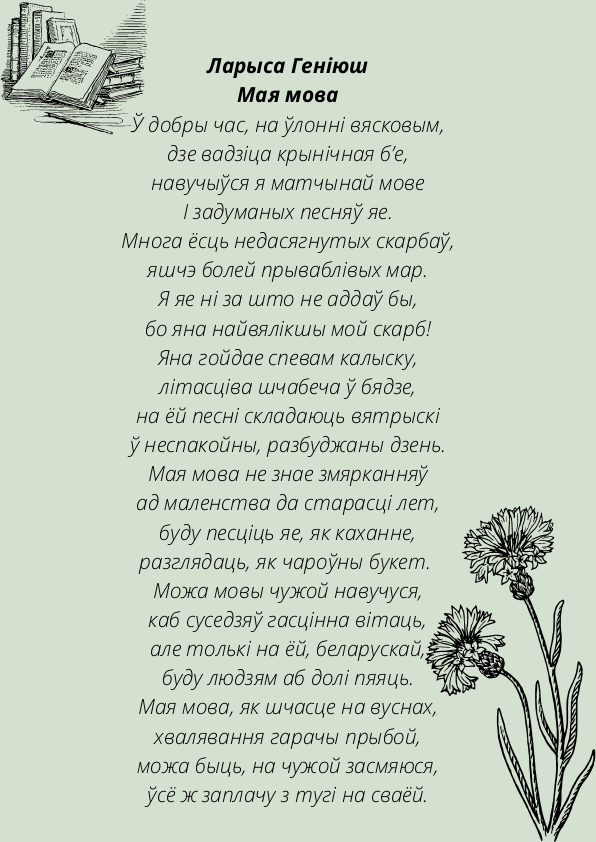 Ларыса Геніюш
Мая мова
Ў добры час, на ўлонні вясковым,
дзе вадзіца крынічная б’е,
навучыўся я матчынай мове
І задуманых песняў яе.
Многа ёсць недасягнутых скарбаў,
яшчэ болей прываблівых мар.
Я яе ні за што не аддаў бы,
бо яна найвялікшы мой скарб!
Яна гойдае спевам калыску,
літасціва шчабеча ў бядзе,
на ёй песні складаюць вятрыскі
ў неспакойны, разбуджаны дзень.
Мая мова не знае змярканняў
ад маленства да старасці лет,
буду песціць яе, як каханне,
разглядаць, як чароўны букет.
Можа мовы чужой навучуся,
каб суседзяў гасцінна вітаць,
але толькі на ёй, беларускай,
буду людзям аб долі пяяць.
Мая мова, як шчасце на вуснах,
хвалявання гарачы прыбой,
можа быць, на чужой засмяюся,
ўсё ж заплачу з тугі на сваёй.